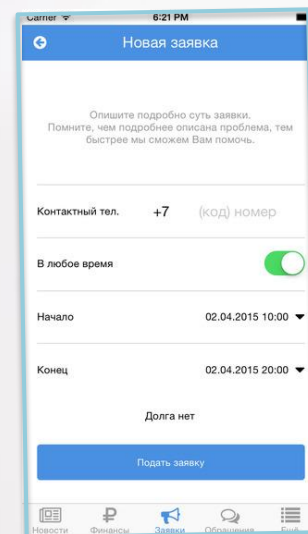 Carrier 6:21 PM
Новая заявка
Опишите подробно суть заявки.
Помните, чем подробнее описана проблема, тем
быстрее мы сможем Вам помочь.
Контактный тел. +7 (код) номер
В любое время
Начало 02.04.2015 10:00
Конец 02.04.2015 20:00
Долга нет
Подать заявку
Новости Финансы Заявки Обращения Ещё